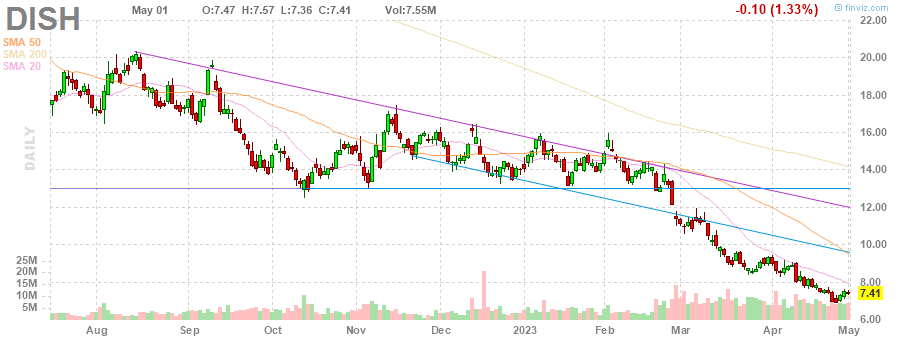 DISH May 01 O:7.47 H:7.57 L:7.36 C:7.41 Vol:7.55M -0.10 (1.33%) © finviz.com
SMA 50
SMA 200
SMA 20
DAILY
22.00
20.00
18.00
16.00
14.00
12.00
10.00
8.00
7.41
6.00
25M
20M
15M
10M
5M
Aug Sep Oct Nov Dec 2023 Feb Mar Apr May